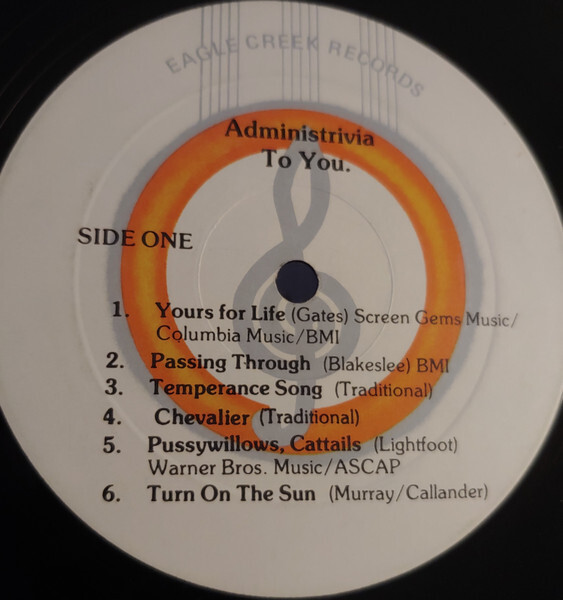 EAGLE CREEK RECORDS
Administrivia
To You.
SIDE ONE
1. Yours for Life (Gates) Screen Gems Music/
Columbia Music/BMI
2. Passing Through (Blakeslee) BMI
3. Temperance Song (Traditional)
4. Chevalier (Traditional)
5. Pussywillows, Cattails (Lightfoot)
Warner Bros. Music/ASCAP
6. Turn On The Sun (Murray/Callander)